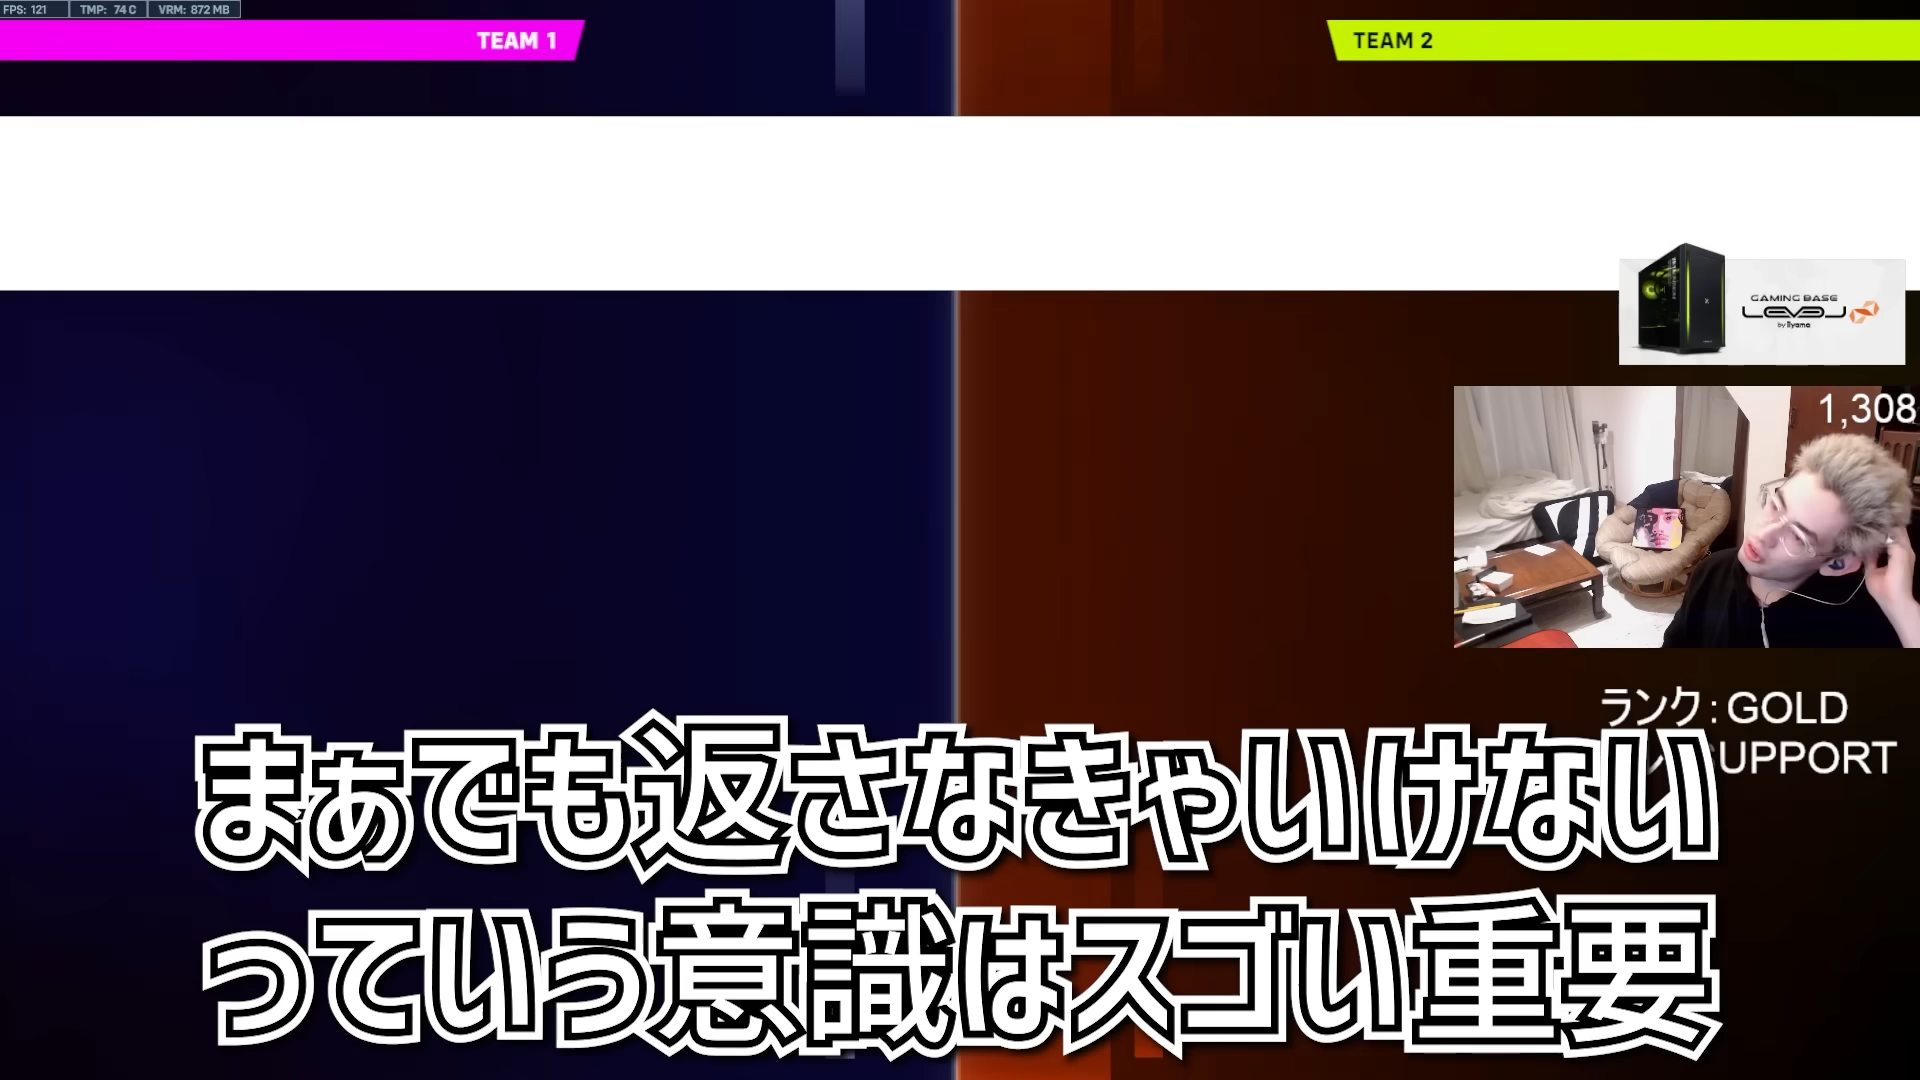 FPS: 121 TMP: 74 C VRM: 872 MB
TEAM 1
TEAM 2
GAMING BASE
LEVEL∞
by iiyama
1,308
ランク:GOLD
SUPPORT
まぁでも返さなきゃいけない
っていう意識はスゴい重要